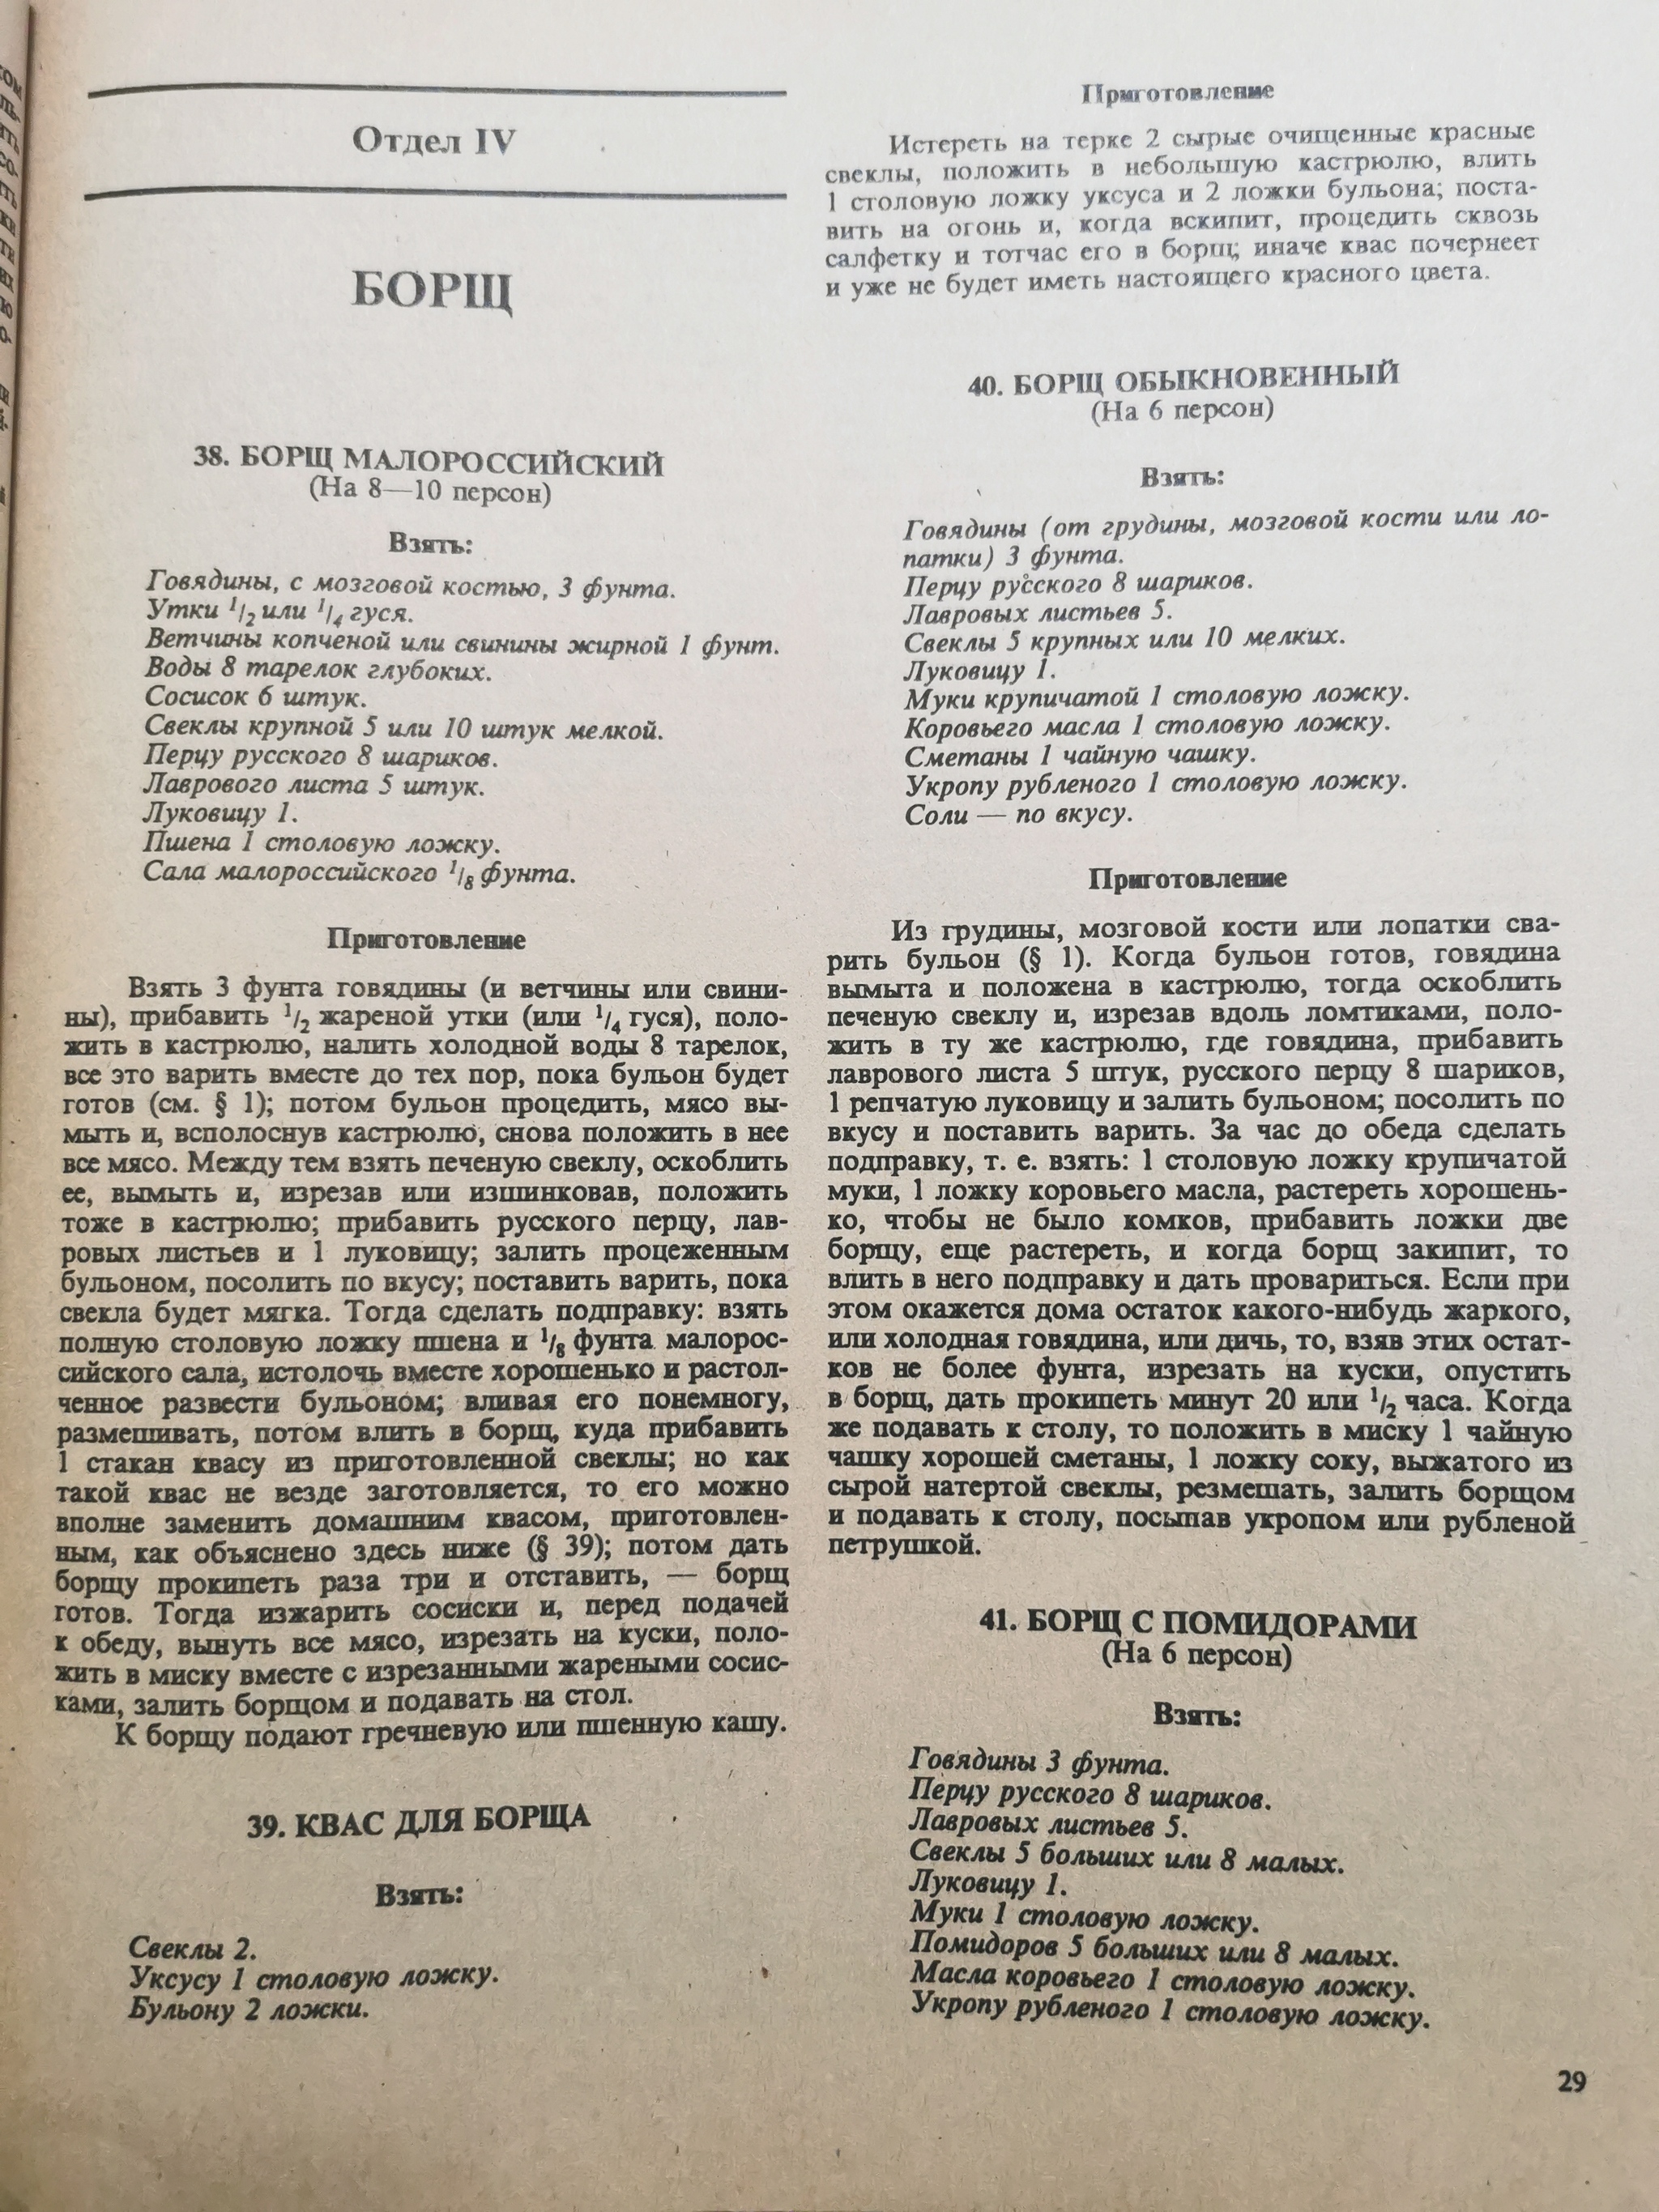 Отдел IV
БОРЩ
38. БОРЩ МАЛОРОССИЙСКИЙ
(На 8—10 персон)
Взять:
Говядины, с мозговой костью, 3 фунта.
Утки 1/2 или 1/4 гуся.
Ветчины копченой или свинины жирной 1 фунт.
Воды 8 тарелок глубоких.
Сосисок 6 штук.
Свеклы крупной 5 или 10 штук мелкой.
Перцу русского 8 шариков.
Лаврового листа 5 штук.
Луковицу 1.
Пшена 1 столовую ложку.
Сала малороссийского 1/8 фунта.
Приготовление
Взять 3 фунта говядины (и ветчины или свини-
ны), прибавить 1/2 жареной утки (или 1/4 гуся), поло-
жить в кастрюлю, налить холодной воды 8 тарелок,
все это варить вместе до тех пор, пока бульон будет
готов (см. § 1); потом бульон процедить, мясо вы-
мыть и, всполоснув кастрюлю, снова положить в нее
все мясо. Между тем взять печеную свеклу, оскоблить
ее, вымыть и, изрезав или изшинковав, положить
тоже в кастрюлю; прибавить русского перцу, лав-
ровых листьев и 1 луковицу; залить процеженным
бульоном, посолить по вкусу; поставить варить, пока
свекла будет мягка. Тогда сделать подправку: взять
полную столовую ложку пшена и 1/8 фунта малорос-
сийского сала, истолочь вместе хорошенько и растол-
ченное развести бульоном; вливая его понемногу,
размешивать, потом влить в борщ, куда прибавить
1 стакан квасу из приготовленной свеклы; но как
такой квас не везде заготовляется, то его можно
вполне заменить домашним квасом, приготовлен-
ным, как объяснено здесь ниже (§ 39); потом дать
борщу прокипеть раза три и отставить, — борщ
готов. Тогда изжарить сосиски и, перед подачей
к обеду, вынуть все мясо, изрезать на куски, поло-
жить в миску вместе с изрезанными жареными сосис-
ками, залить борщом и подавать на стол.
К борщу подают гречневую или пшенную кашу.
39. КВАС ДЛЯ БОРЩА
Взять:
Свеклы 2.
Уксусу 1 столовую ложку.
Бульону 2 ложки.
Приготовление
Истереть на терке 2 сырые очищенные красные
свеклы, положить в небольшую кастрюлю, влить
1 столовую ложку уксуса и 2 ложки бульона; поста-
вить на огонь и, когда вскипит, процедить сквозь
салфетку и тотчас его в борщ; иначе квас почернеет
и уже не будет иметь настоящего красного цвета.
40. БОРЩ ОБЫКНОВЕННЫЙ
(На 6 персон)
Взять:
Говядины (от грудины, мозговой кости или ло-
патки) 3 фунта.
Перцу русского 8 шариков.
Лавровых листьев 5.
Свеклы 5 крупных или 10 мелких.
Луковицу 1.
Муки крупичатой 1 столовую ложку.
Коровьего масла 1 столовую ложку.
Сметаны 1 чайную чашку.
Укропу рубленого 1 столовую ложку.
Соли — по вкусу.
Приготовление
Из грудины, мозговой кости или лопатки сва-
рить бульон (§ 1). Когда бульон готов, говядина
вымыта и положена в кастрюлю, тогда оскоблить
печеную свеклу и, изрезав вдоль ломтиками, поло-
жить в ту же кастрюлю, где говядина, прибавить
лаврового листа 5 штук, русского перцу 8 шариков,
1 репчатую луковицу и залить бульоном; посолить по
вкусу и поставить варить. За час до обеда сделать
подправку, т. е. взять: 1 столовую ложку крупичатой
муки, 1 ложку коровьего масла, растереть хорошень-
ко, чтобы не было комков, прибавить ложки две
борщу, еще растереть, и когда борщ закипит, то
влить в него подправку и дать провариться. Если при
этом окажется дома остаток какого-нибудь жаркого,
или холодная говядина, или дичь, то, взяв этих остат-
ков не более фунта, изрезать на куски, опустить
в борщ, дать прокипеть минут 20 или 1/2 часа. Когда
же подавать к столу, то положить в миску 1 чайную
чашку хорошей сметаны, 1 ложку соку, выжатого из
сырой натертой свеклы, резмешать, залить борщом
и подавать к столу, посыпав укропом или рубленой
петрушкой.
41. БОРЩ С ПОМИДОРАМИ
(На 6 персон)
Взять:
Говядины 3 фунта.
Перцу русского 8 шариков.
Лавровых листьев 5.
Свеклы 5 больших или 8 малых.
Луковицу 1.
Муки 1 столовую ложку.
Помидоров 5 больших или 8 малых.
Масла коровьего 1 столовую ложку.
Укропу рубленого 1 столовую ложку.
29